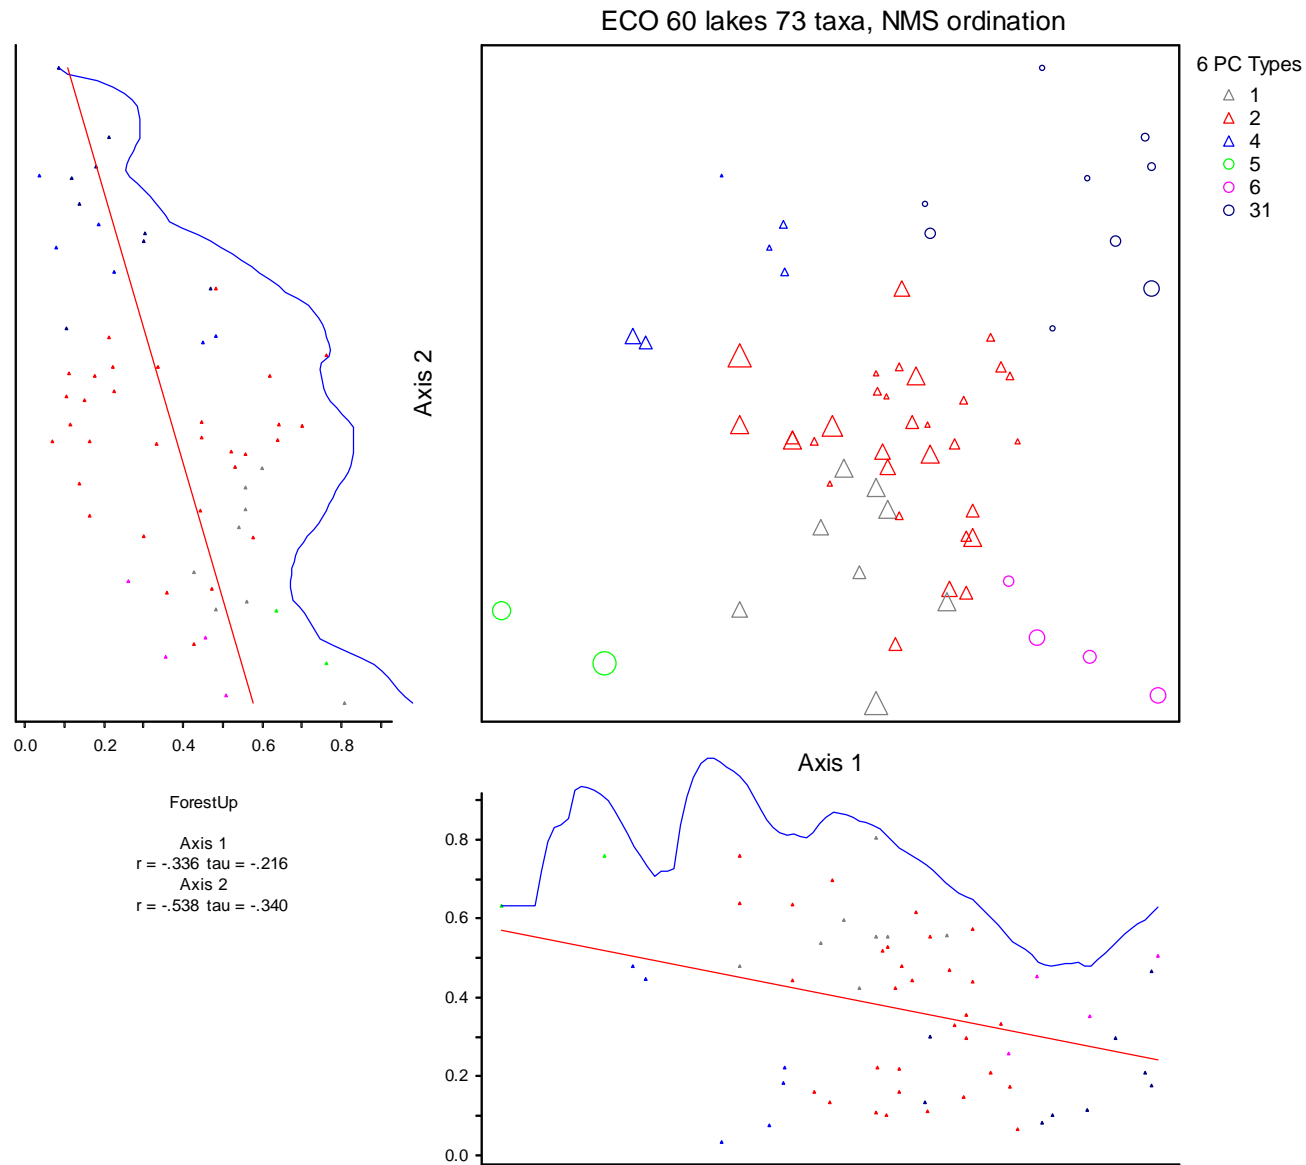 ECO 60 lakes 73 taxa, NMS ordination
6 PC Types
1
2
4
5
6
31
Axis 2
0.0 0.2 0.4 0.6 0.8
Axis 1
ForestUp
Axis 1
r = -.336 tau = -.216
Axis 2
r = -.538 tau = -.340
0.8
0.6
0.4
0.2
0.0